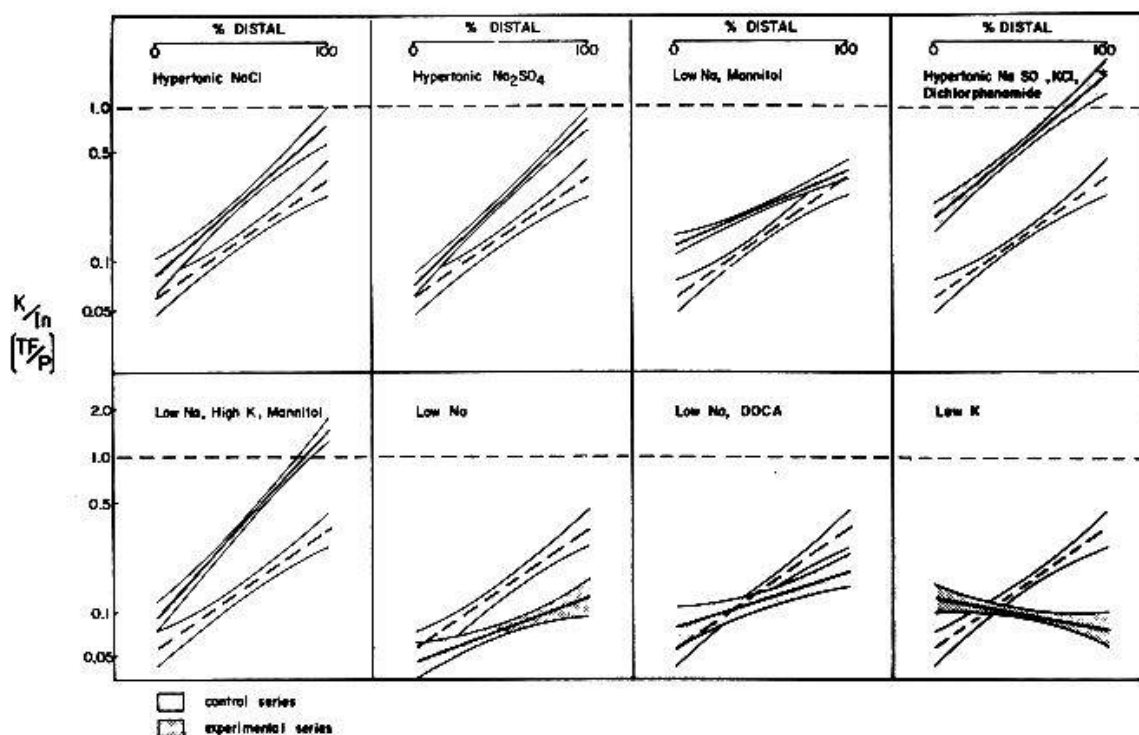 % DISTAL % DISTAL % DISTAL % DISTAL
0 100 0 100 0 100 0 100
Hypertonic NaCl
Hypertonic Na2SO4
Low Na, Mannitol
Hypertonic Na SO ,KCl,
Dichlorphenamide
1.0
0.5
0.1
0.05
K/In
[TF/P]
Low Na, High K, Mannitol
Low Na
Low Na, DOCA
Low K
2.0
1.0
0.5
0.1
0.05
control series
experimental series